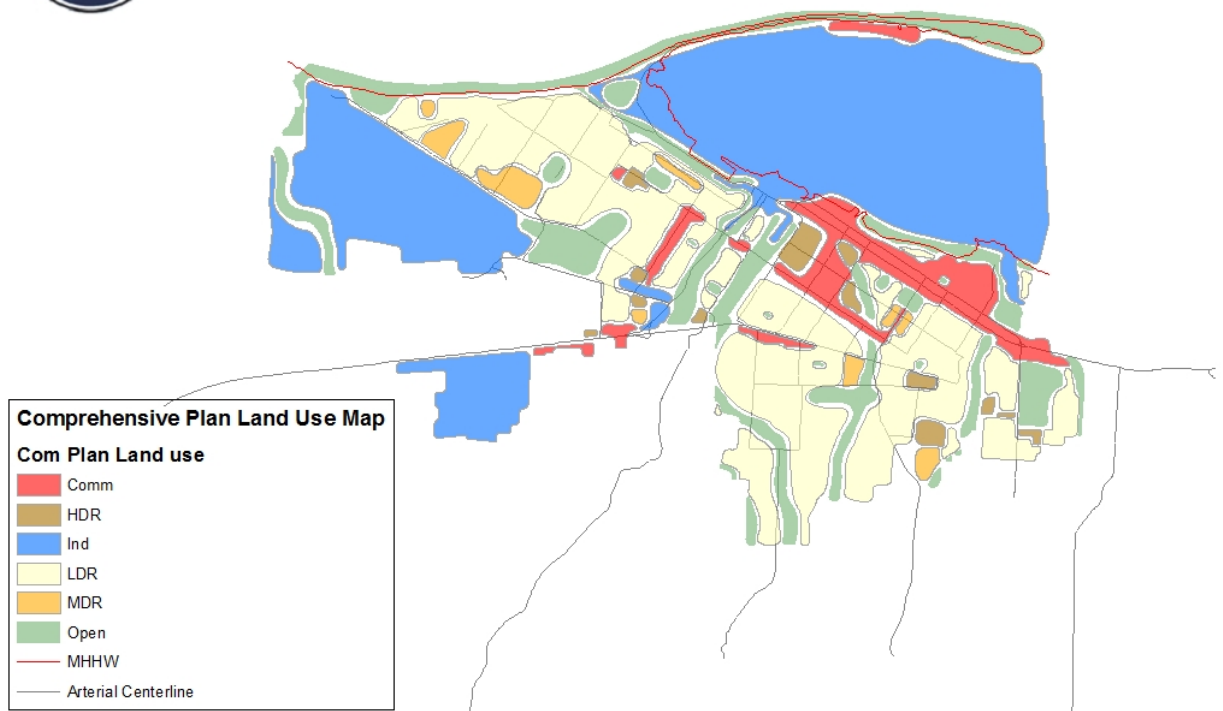 Comprehensive Plan Land Use Map
Com Plan Land use
Comm
HDR
Ind
LDR
MDR
Open
MHHW
Arterial Centerline